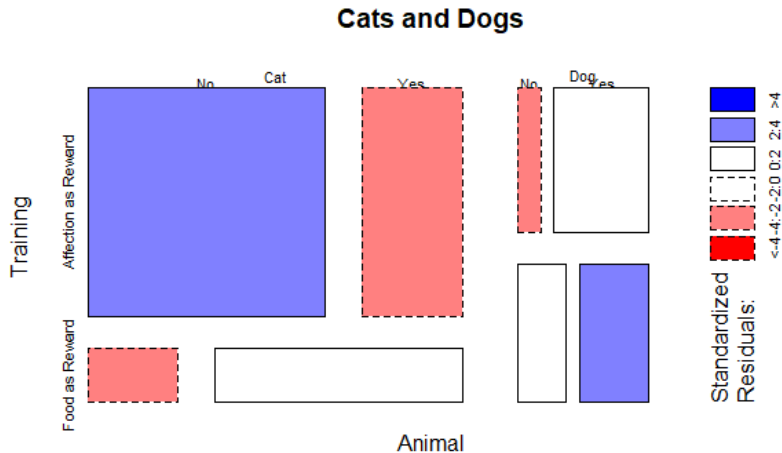 Cats and Dogs
Cat
Dog
No
Yes
No
Yes
Training
Affection as Reward
Food as Reward
Animal
Standardized
Residuals:
<-4
-4:-2
-2:0
0:2
2:4
>4